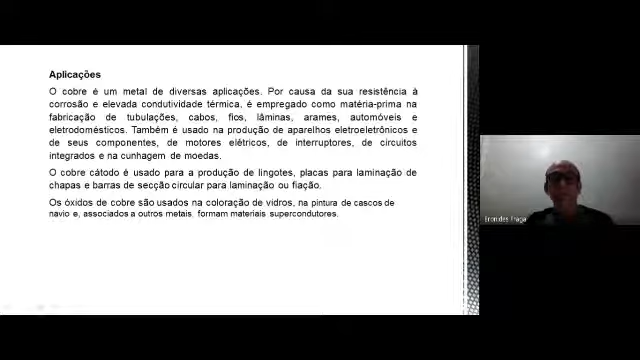 Aplicações
O cobre é um metal de diversas aplicações. Por causa da sua resistência à
corrosão e elevada condutividade térmica, é empregado como matéria-prima na
fabricação de tubulações, cabos, fios, lâminas, arames, automóveis e
eletrodomésticos. Também é usado na produção de aparelhos eletroeletrônicos e
de seus componentes, de motores elétricos, de interruptores, de circuitos
integrados e na cunhagem de moedas.
O cobre cátodo é usado para a produção de lingotes, placas para laminação de
chapas e barras de secção circular para laminação ou fiação.
Os óxidos de cobre são usados na coloração de vidros, na pintura de cascos de
navio e, associados a outros metais, formam materiais supercondutores.
Eronides Fraga